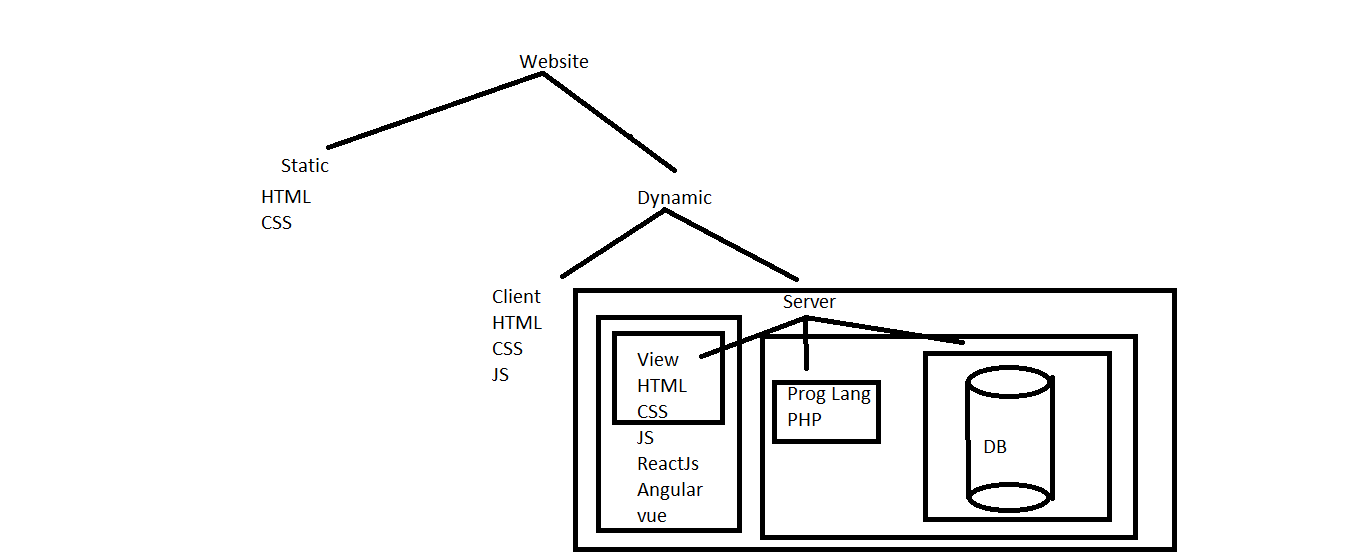 Website
Static
HTML
CSS
Dynamic
Client
HTML
CSS
JS
Server
View
HTML
CSS
JS
ReactJs
Angular
vue
Prog Lang
PHP
DB